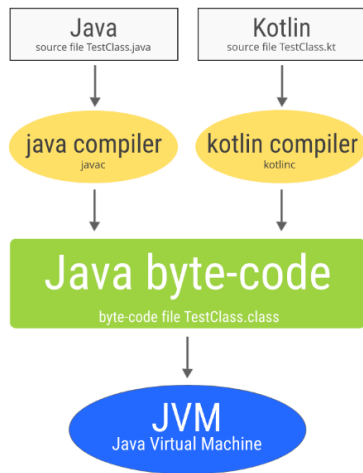 Java
source file TestClass.java
Kotlin
source file TestClass.kt
java compiler
javac
kotlin compiler
kotlinc
Java byte-code
byte-code file TestClass.class
JVM
Java Virtual Machine